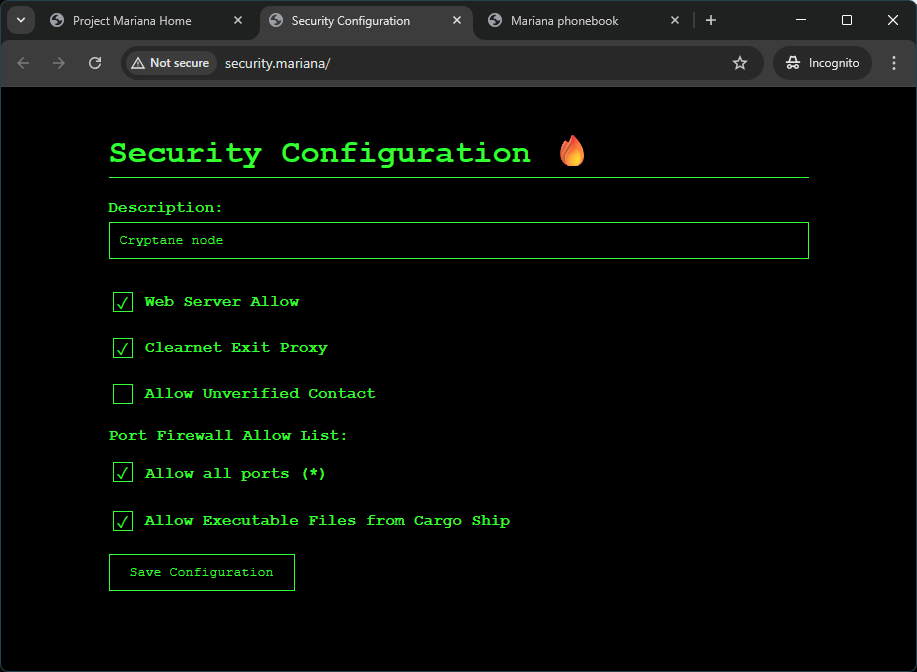 Project Mariana Home
Security Configuration
Mariana phonebook
Not secure
security.mariana/
Incognito
Security Configuration
Description:
Cryptane node
Web Server Allow
Clearnet Exit Proxy
Allow Unverified Contact
Port Firewall Allow List:
Allow all ports (*)
Allow Executable Files from Cargo Ship
Save Configuration